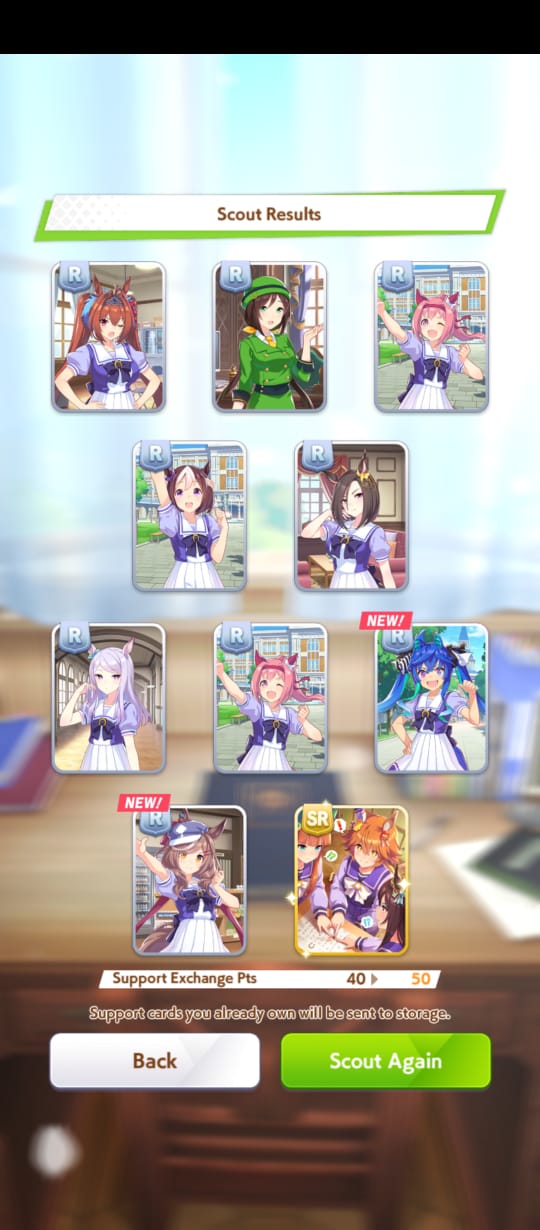 Scout Results
R
R
R
R
R
R
R
NEW!
R
NEW!
R
SR
Support Exchange Pts 40 50
Support cards you already own will be sent to storage.
Back
Scout Again